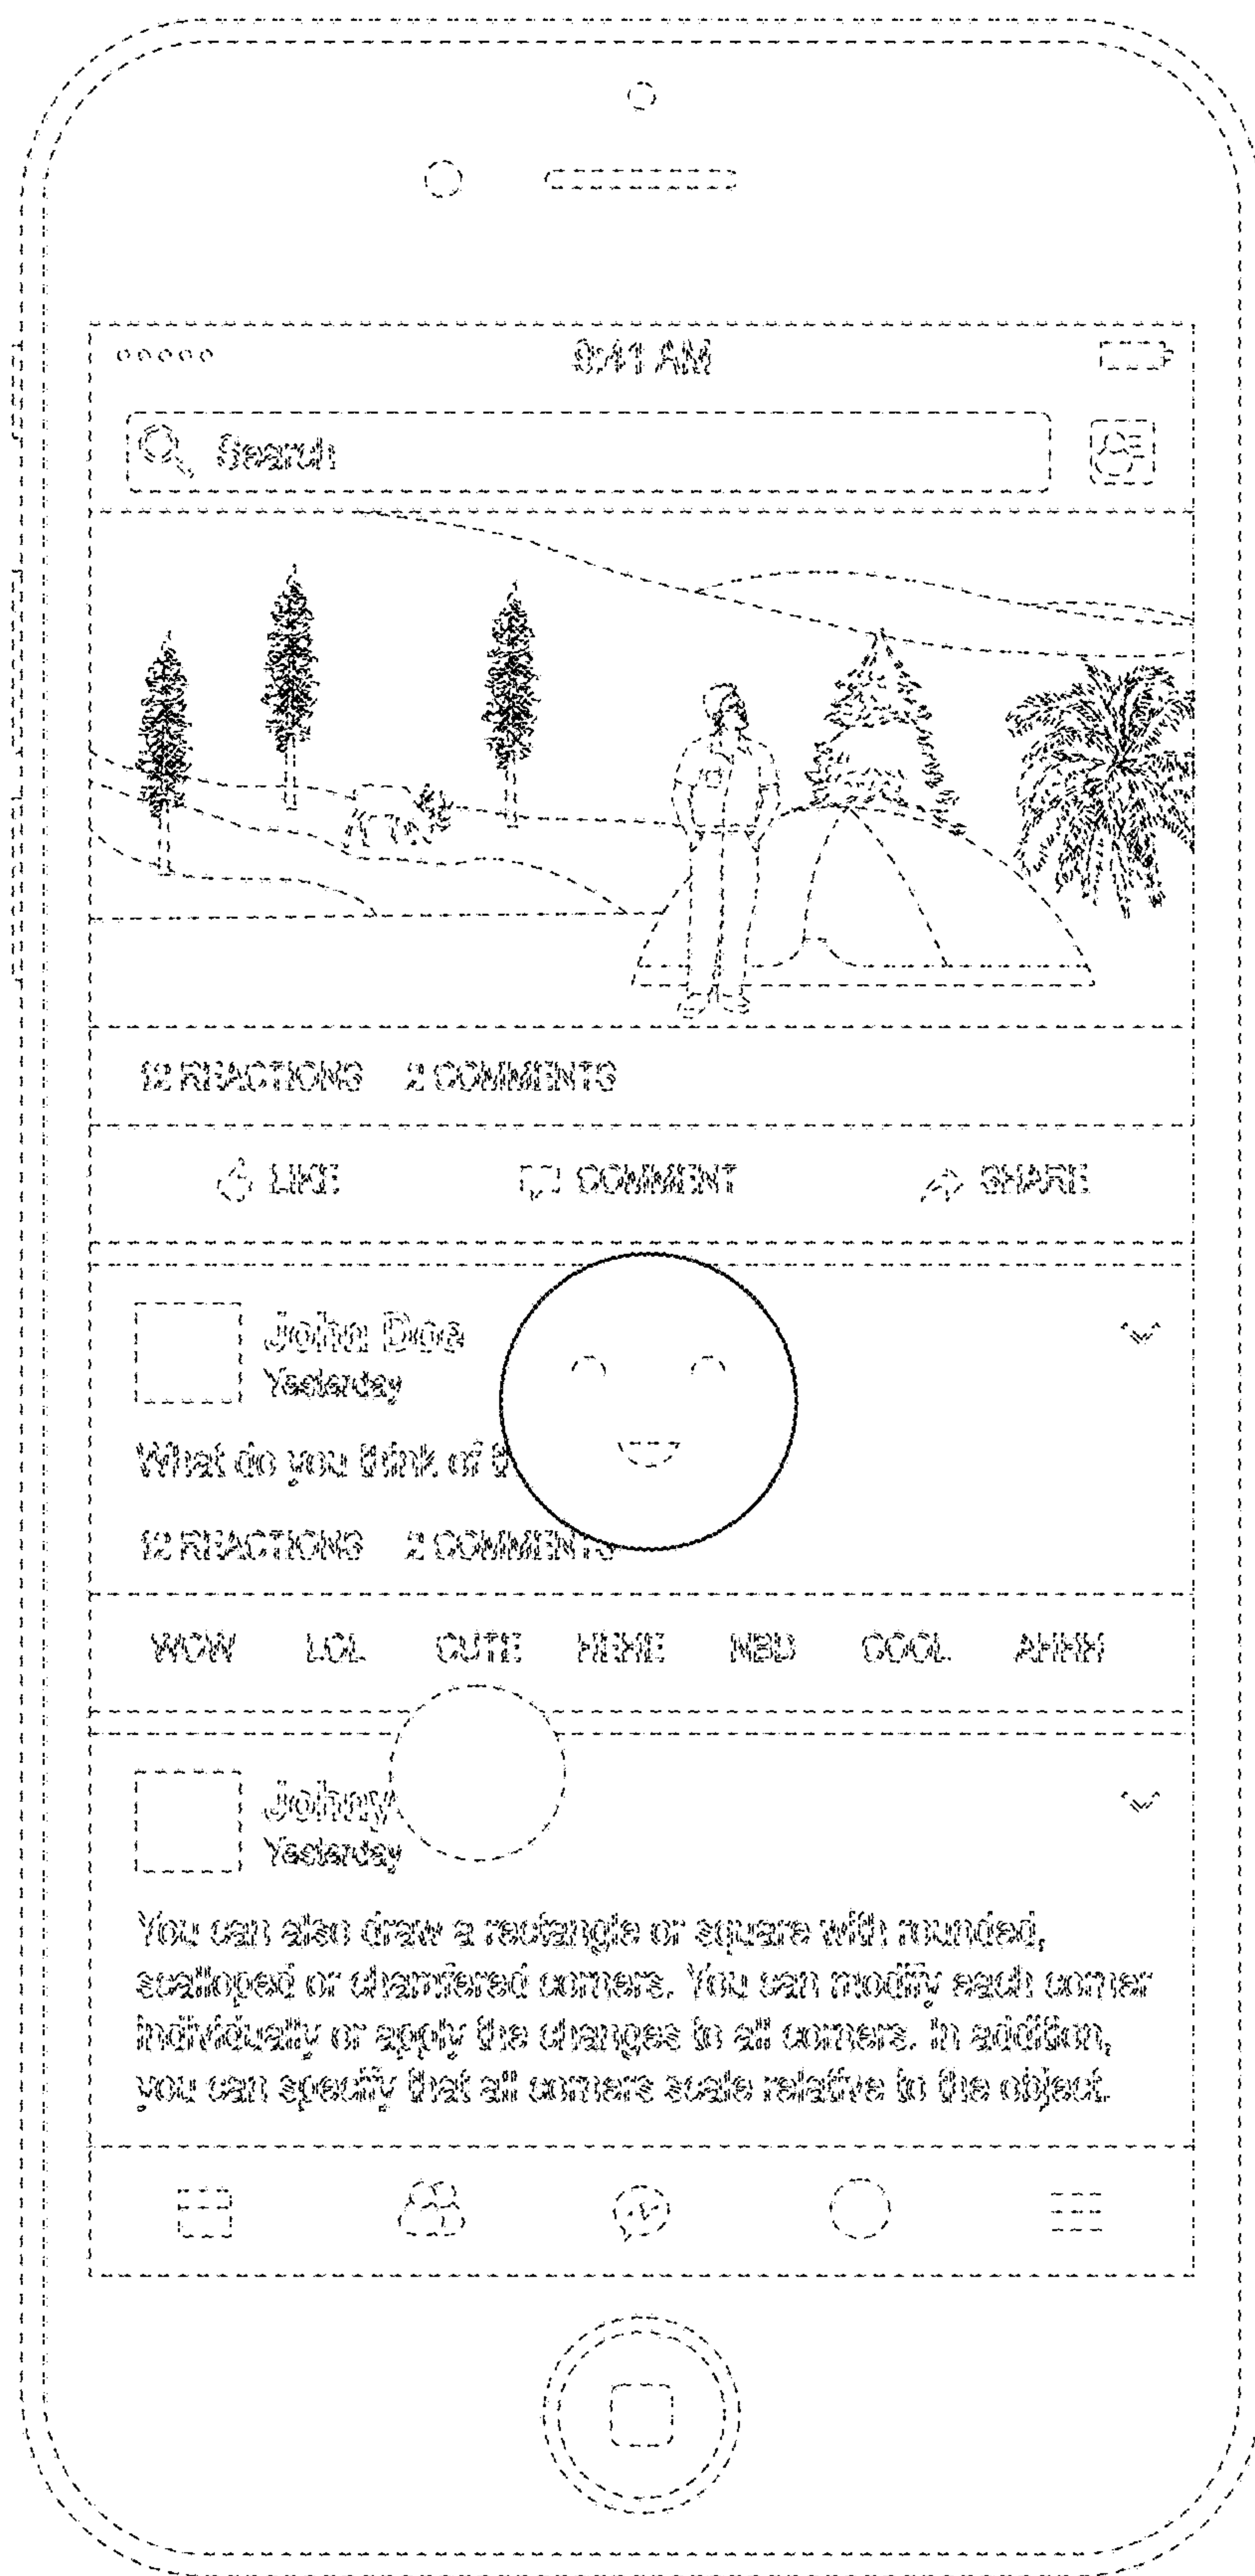 9:41 AM
Search
12 REACTIONS 2 COMMENTS
LIKE COMMENT SHARE
John Doe
Yesterday
What do you think of
12 REACTIONS 2 COMMENTS
WOW LOL CUTE HEHE NBD COOL AHHH
Johny
Yesterday
You can also draw a rectangle or square with rounded,
scalloped or chamfered corners. You can modify each corner
individually or apply the changes to all corners. In addition,
you can specify that all corners scale relative to the object.